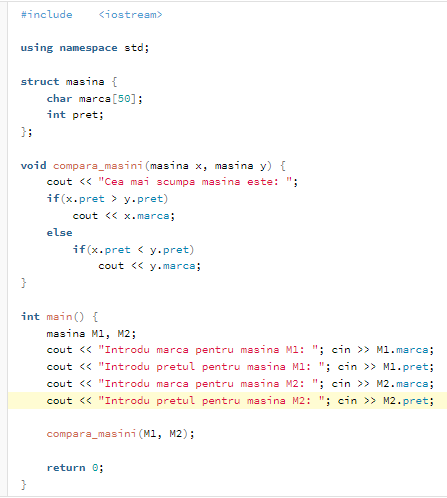 #include    <iostream>
using namespace std;
struct masina {
char marca[50];
int pret;
};
void compara_masini(masina x, masina y) {
cout << "Cea mai scumpa masina este: ";
if(x.pret > y.pret)
cout << x.marca;
else
if(x.pret < y.pret)
cout << y.marca;
}
int main() {
masina M1, M2;
cout << "Introdu marca pentru masina M1: "; cin >> M1.marca;
cout << "Introdu pretul pentru masina M1: "; cin >> M1.pret;
cout << "Introdu marca pentru masina M2: "; cin >> M2.marca;
cout << "Introdu pretul pentru masina M2: "; cin >> M2.pret;
compara_masini(M1, M2);
return 0;
}